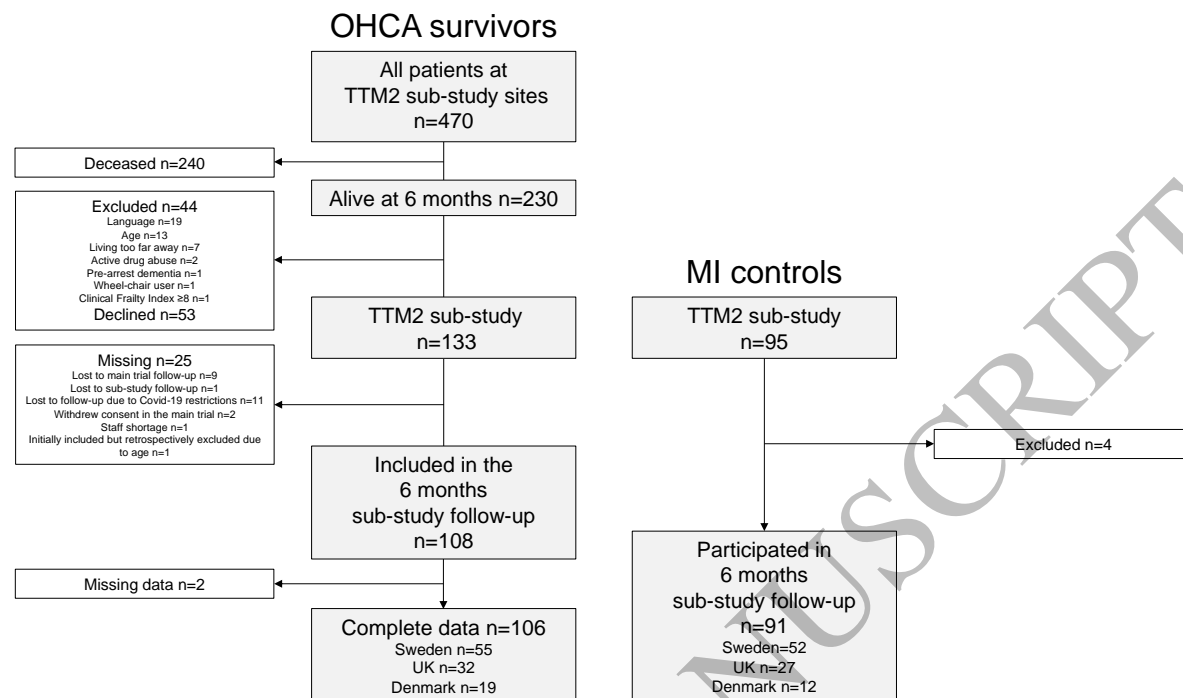 OHCA survivors
All patients at
TTM2 sub-study sites
n=470
Deceased n=240
Alive at 6 months n=230
Excluded n=44
Language n=19
Age n=13
Living too far away n=7
Active drug abuse n=2
Pre-arrest dementia n=1
Wheel-chair user n=1
Clinical Frailty Index ≥8 n=1
Declined n=53
TTM2 sub-study
n=133
Missing n=25
Lost to main trial follow-up n=9
Lost to sub-study follow-up n=1
Lost to follow-up due to Covid-19 restrictions n=11
Withdrew consent in the main trial n=2
Staff shortage n=1
Initially included but retrospectively excluded due
to age n=1
Included in the
6 months
sub-study follow-up
n=108
Missing data n=2
Complete data n=106
Sweden n=55
UK n=32
Denmark n=19
MI controls
TTM2 sub-study
n=95
Excluded n=4
Participated in
6 months
sub-study follow-up
n=91
Sweden=52
UK n=27
Denmark n=12
NUSCRIPT